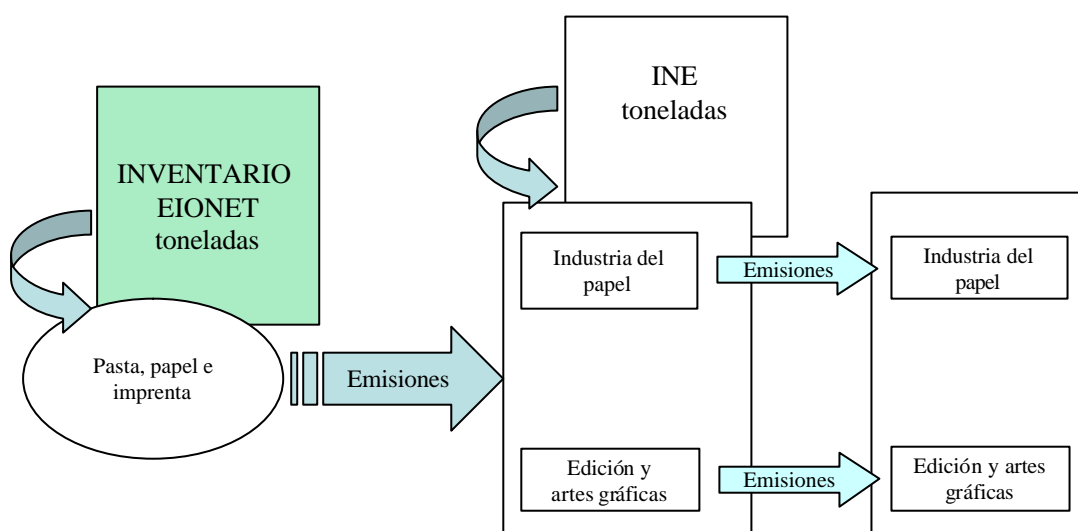 INVENTARIO
EIONET
toneladas
Pasta, papel e
imprenta
Emisiones
INE
toneladas
Industria del
papel
Emisiones
Industria del
papel
Edición y
artes gráficas
Emisiones
Edición y artes
gráficas